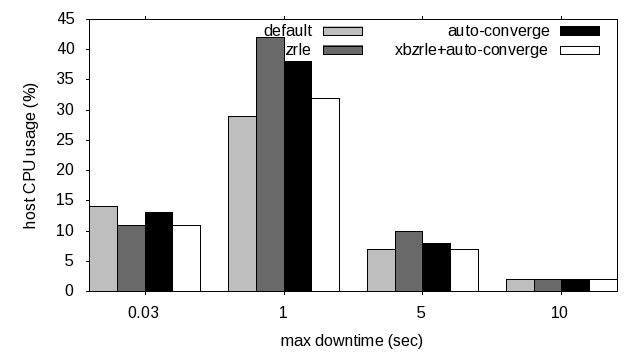 45
40
35
30
25
20
15
10
5
0
host CPU usage (%)
default
zrle
auto-converge
xbzrle+auto-converge
0.03 1 5 10
max downtime (sec)